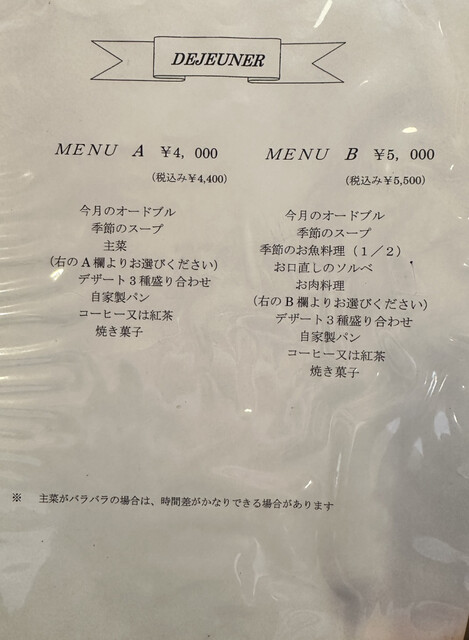 DEJEUNER
MENU A ¥4,000
(税込み¥4,400)
今月のオードブル
季節のスープ
主菜
(右のA欄よりお選びください)
デザート3種盛り合わせ
自家製パン
コーヒー又は紅茶
焼き菓子
MENU B ¥5,000
(税込み¥5,500)
今月のオードブル
季節のスープ
季節のお魚料理(1/2)
お口直しのソルベ
お肉料理
(右のB欄よりお選びください)
デザート3種盛り合わせ
自家製パン
コーヒー又は紅茶
焼き菓子
※ 主菜がバラバラの場合は、時間差がかなりできる場合があります